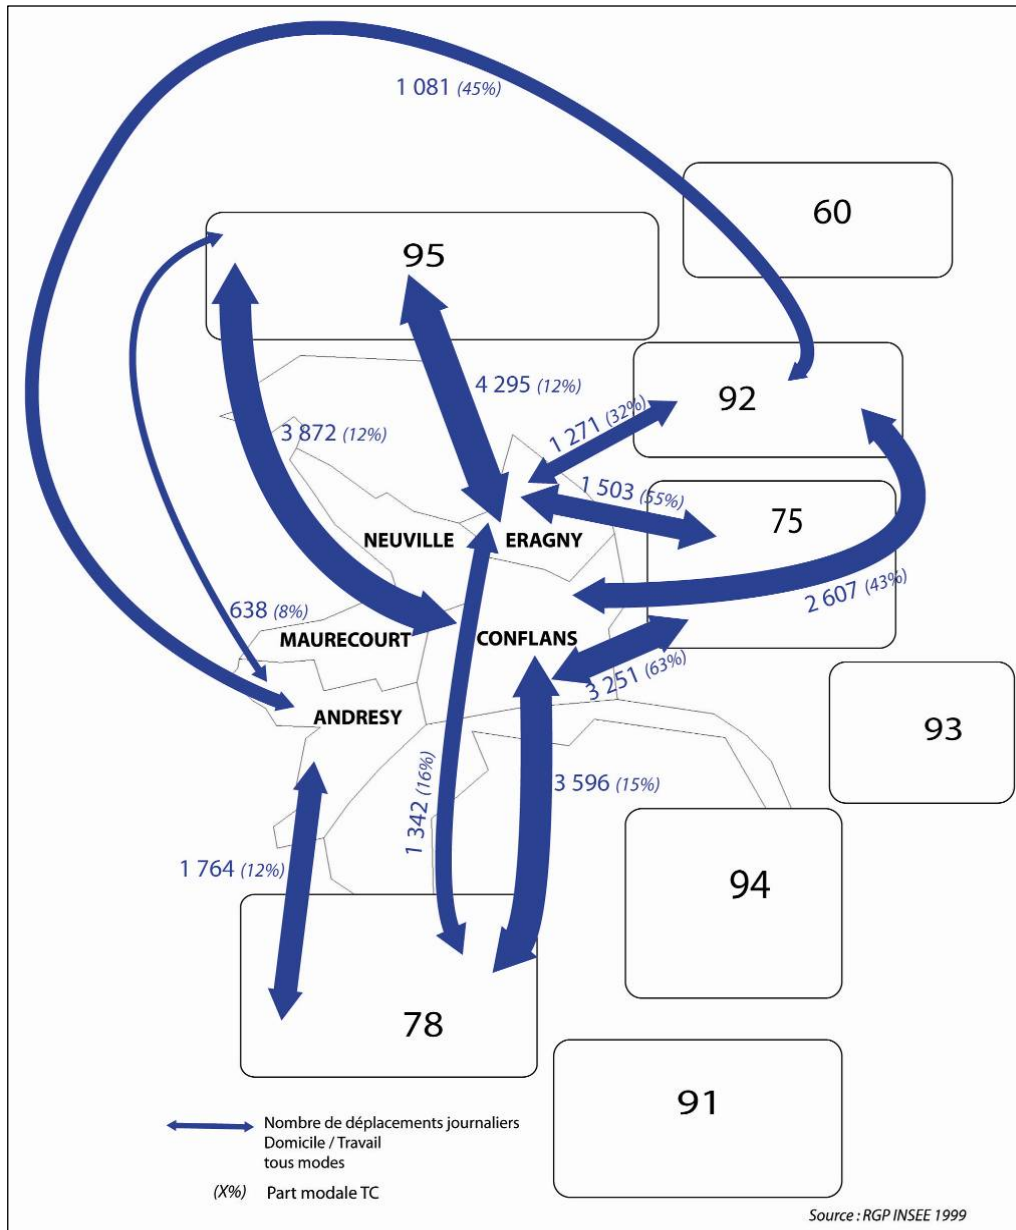 1 081 (45%)
60
95
4 295 (12%)
92
1 271 (32%)
3 872 (12%)
1 503 (55%)
75
NEUVILLE
ERAGNY
2 607 (43%)
638 (8%)
MAURECOURT
CONFLANS
3 251 (63%)
ANDRESY
93
3 596 (15%)
1 342 (16%)
1 764 (12%)
94
78
91
Nombre de déplacements journaliers
Domicile / Travail
tous modes
(X%) Part modale TC
Source : RGP INSEE 1999